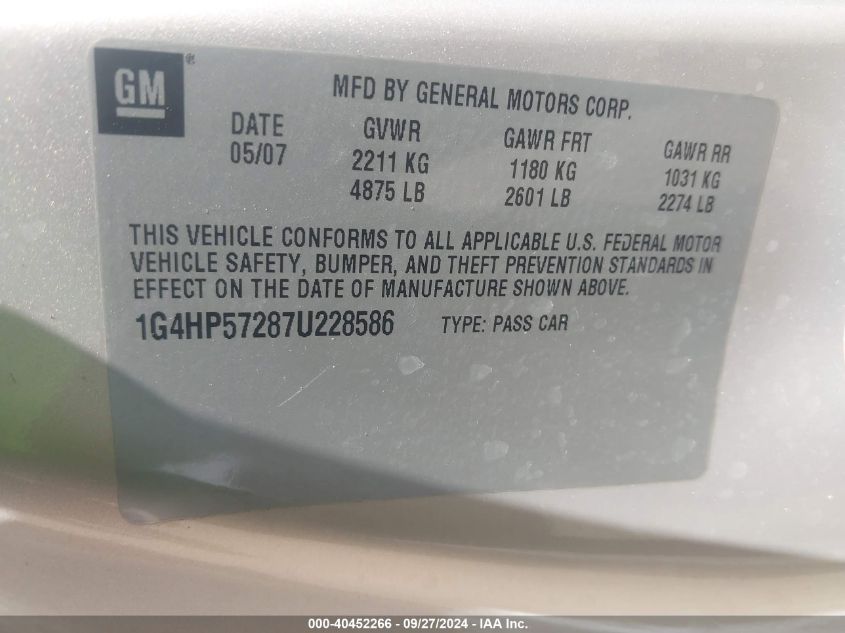 GM®
MFD BY GENERAL MOTORS CORP.
DATE GVWR GAWR FRT GAWR RR
05/07 2211 KG 1180 KG 1031 KG
4875 LB 2601 LB 2274 LB
THIS VEHICLE CONFORMS TO ALL APPLICABLE U.S. FEDERAL MOTOR
VEHICLE SAFETY, BUMPER, AND THEFT PREVENTION STANDARDS IN
EFFECT ON THE DATE OF MANUFACTURE SHOWN ABOVE.
1G4HP57287U228586 TYPE: PASS CAR
000-40452266 - 09/27/2024 - IAA Inc.